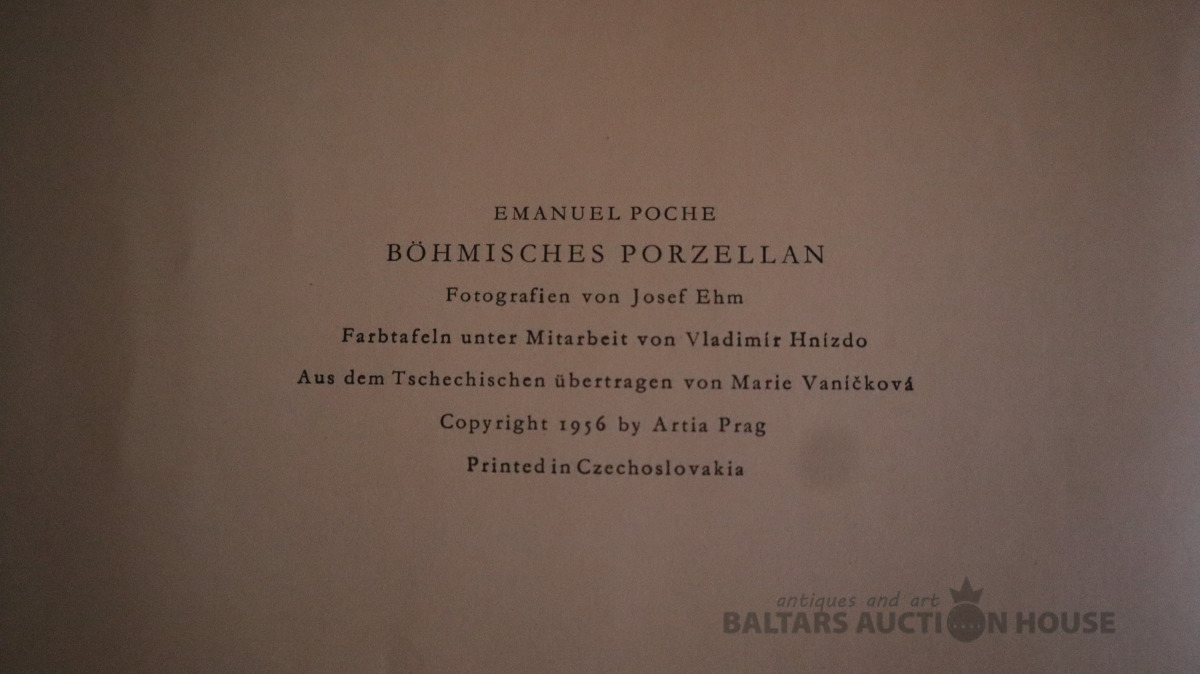 EMANUEL POCHE
BÖHMISCHES PORZELLAN
Fotografien von Josef Ehm
Farbtafeln unter Mitarbeit von Vladimír Hnízdo
Aus dem Tschechischen übertragen von Marie Vaníčková
Copyright 1956 by Artia Prag
Printed in Czechoslovakia
antiques and art
BALTARS AUCTION HOUSE